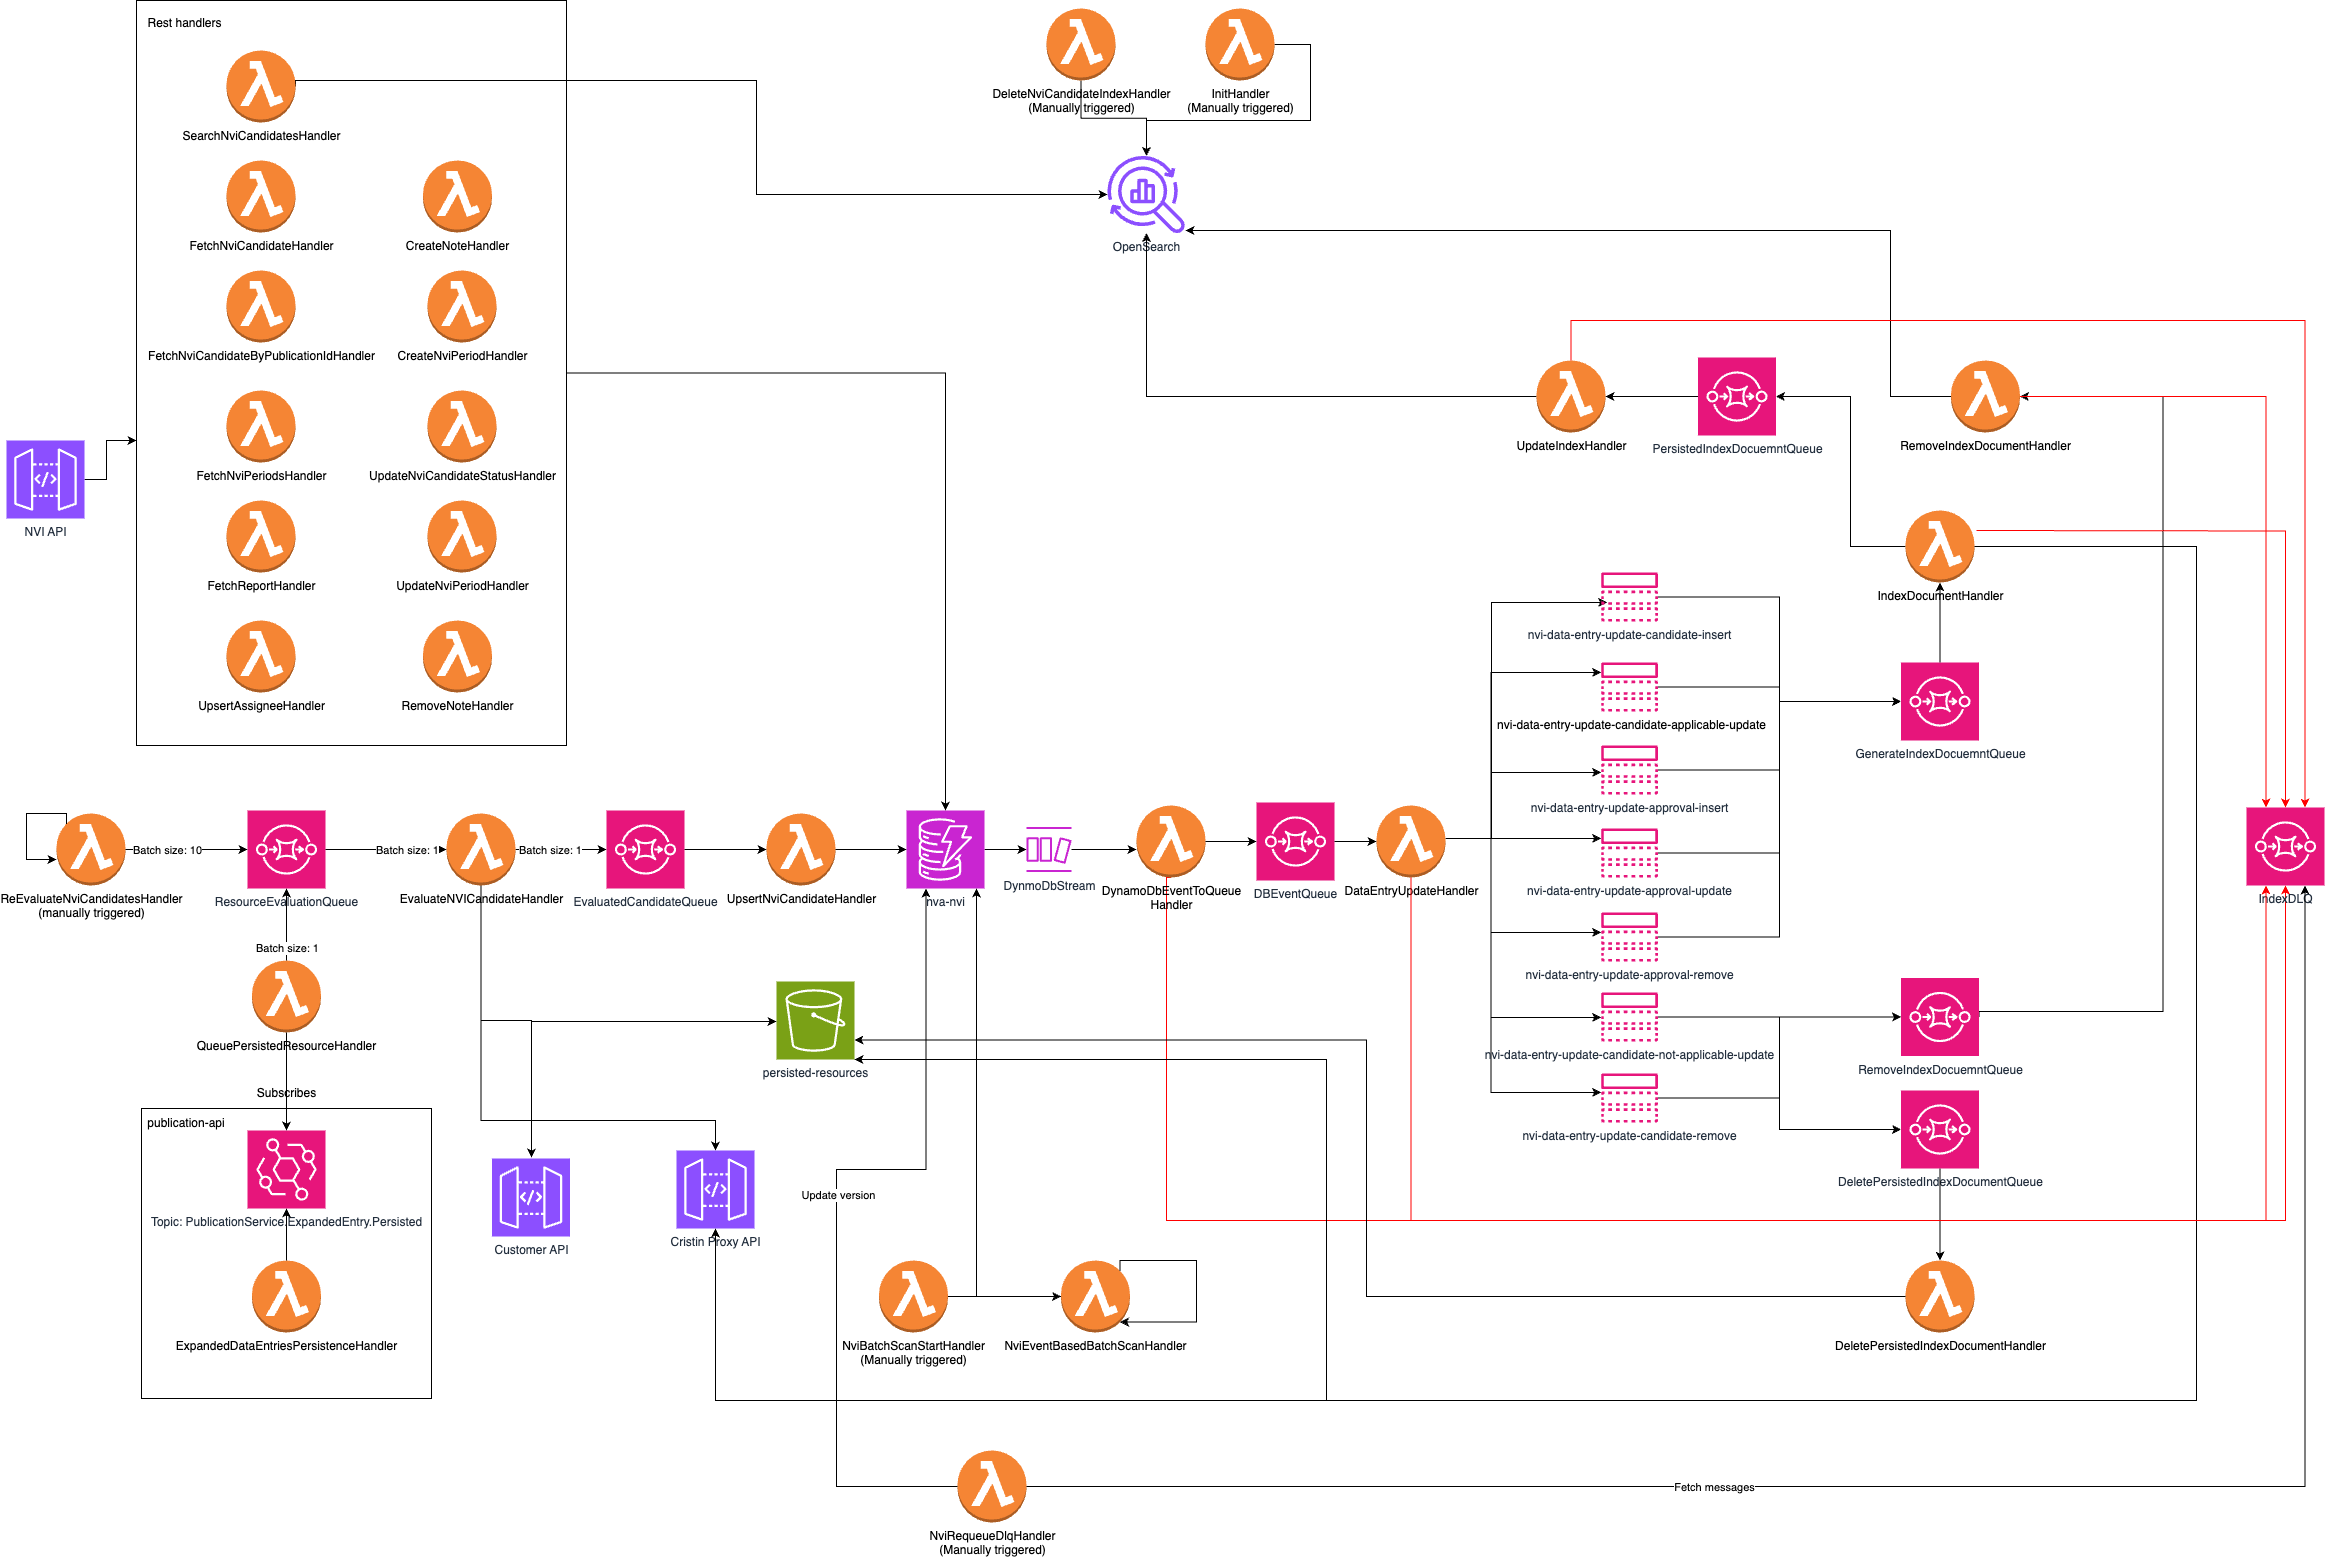 Rest handlers
SearchNviCandidatesHandler
FetchNviCandidateHandler
CreateNoteHandler
FetchNviCandidateByPublicationIdHandler
CreateNviPeriodHandler
FetchNviPeriodsHandler
UpdateNviCandidateStatusHandler
FetchReportHandler
UpdateNviPeriodHandler
UpsertAssigneeHandler
RemoveNoteHandler
NVI API
DeleteNviCandidateIndexHandler
(Manually triggered)
InitHandler
(Manually triggered)
OpenSearch
UpdateIndexHandler
PersistedIndexDocuemntQueue
RemoveIndexDocumentHandler
IndexDocumentHandler
nvi-data-entry-update-candidate-insert
nvi-data-entry-update-candidate-applicable-update
GenerateIndexDocuemntQueue
nvi-data-entry-update-approval-insert
nvi-data-entry-update-approval-update
nvi-data-entry-update-approval-remove
nvi-data-entry-update-candidate-not-applicable-update
nvi-data-entry-update-candidate-remove
ReEvaluateNviCandidatesHandler
(manually triggered)
Batch size: 10
ResourceEvaluationQueue
Batch size: 1
EvaluateNVICandidateHandler
Batch size: 1
EvaluatedCandidateQueue
UpsertNviCandidateHandler
nva-nvi
DynmoDbStream
DynamoDbEventToQueue
Handler
DBEventQueue
DataEntryUpdateHandler
IndexDLQ
Batch size: 1
QueuePersistedResourceHandler
Subscribes
publication-api
Topic: PublicationService.ExpandedEntry.Persisted
ExpandedDataEntriesPersistenceHandler
persisted-resources
Customer API
Cristin Proxy API
Update version
RemoveIndexDocuemntQueue
DeletePersistedIndexDocumentQueue
DeletePersistedIndexDocumentHandler
NviBatchScanStartHandler
(Manually triggered)
NviEventBasedBatchScanHandler
Fetch messages
NviRequeueDlqHandler
(Manually triggered)